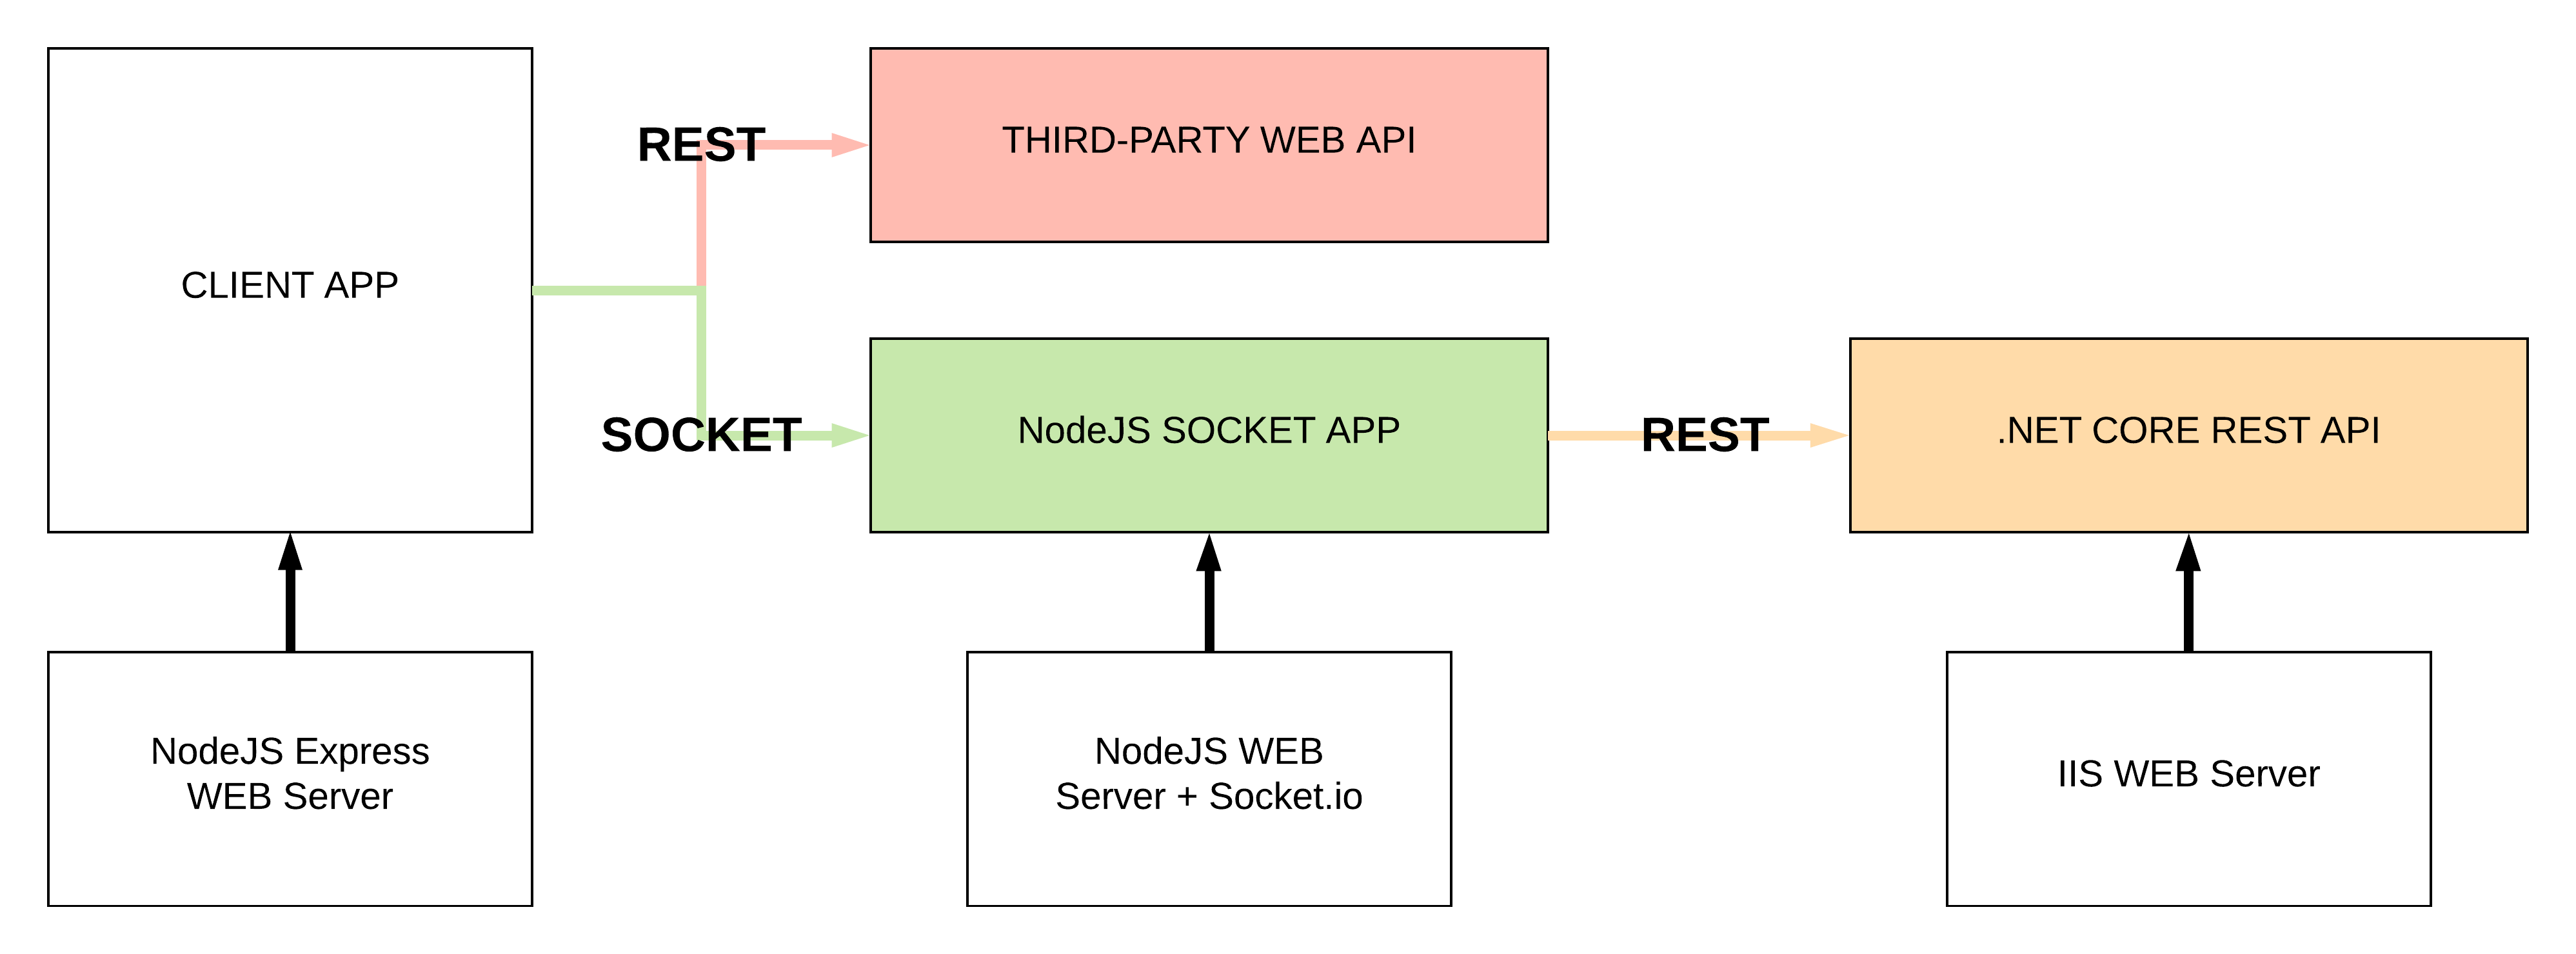 REST
THIRD-PARTY WEB API
CLIENT APP
SOCKET
NodeJS SOCKET APP
REST
.NET CORE REST API
NodeJS Express
WEB Server
NodeJS WEB
Server + Socket.io
IIS WEB Server